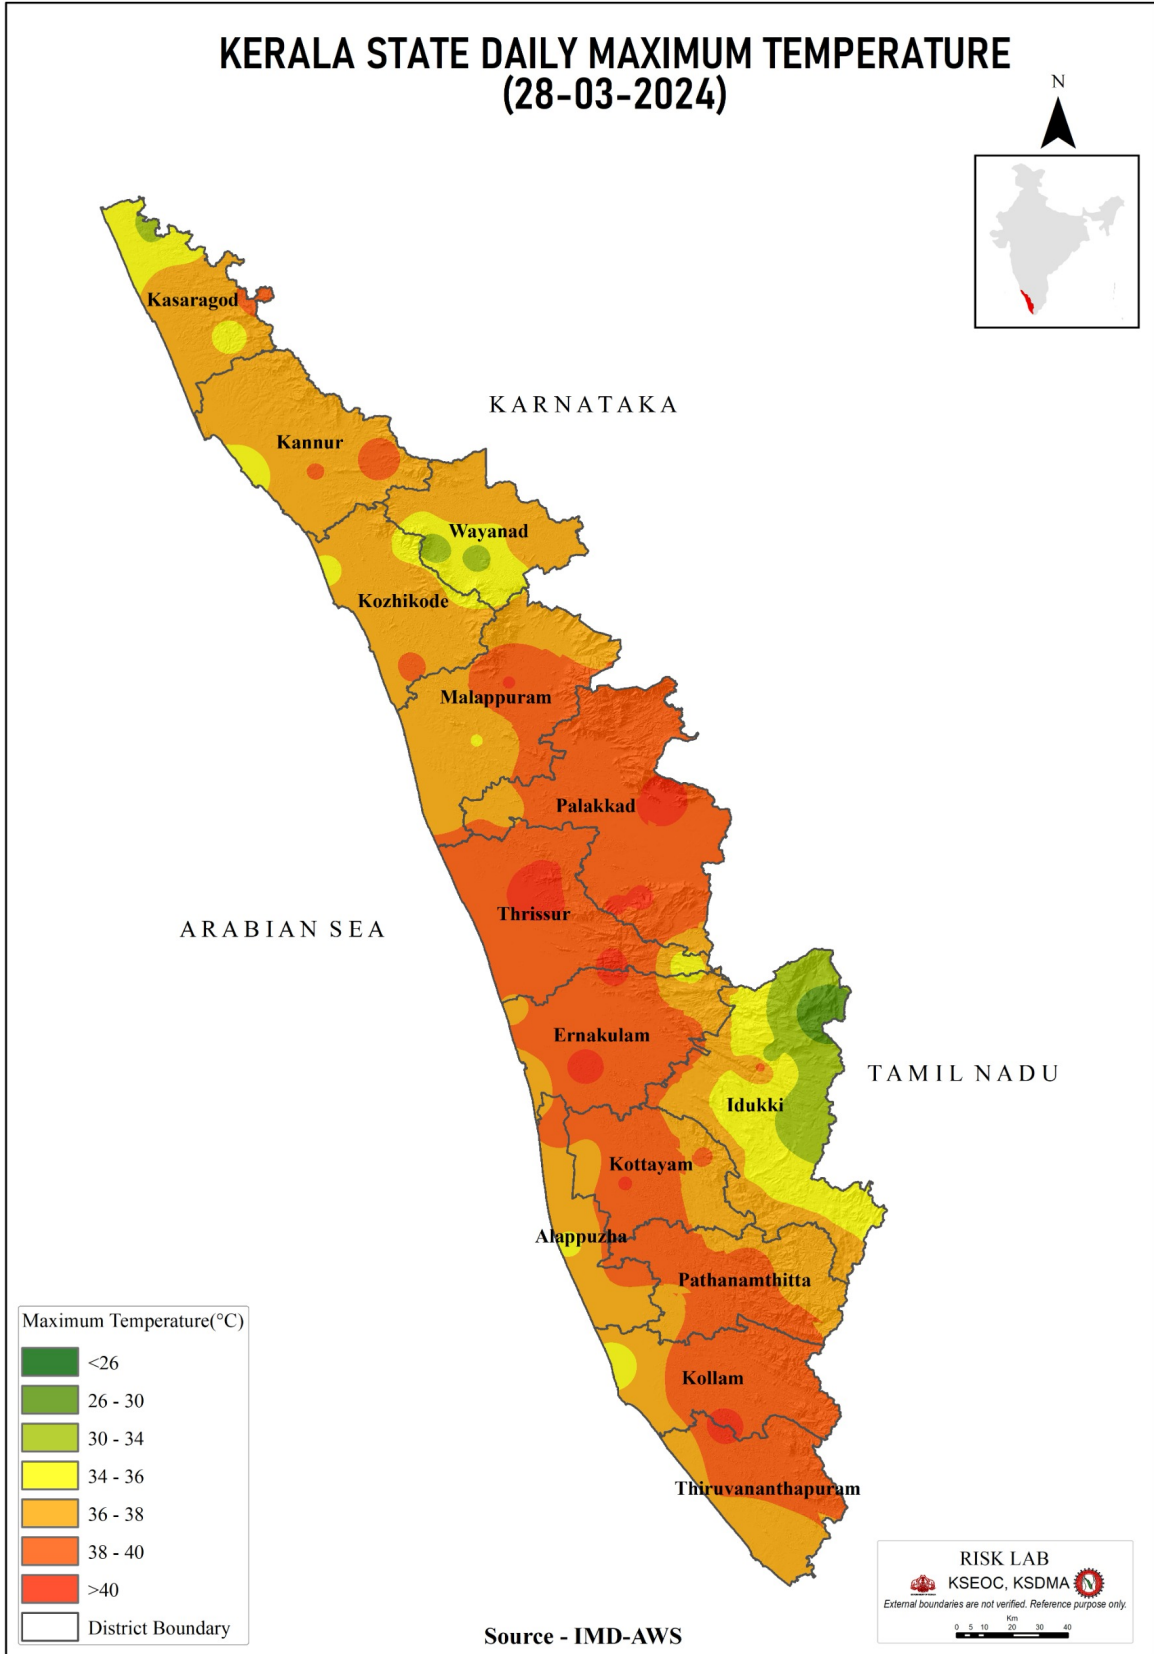 KERALA STATE DAILY MAXIMUM TEMPERATURE
(28-03-2024)
N
Kasaragod
KARNATAKA
Kannur
Wayanad
Kozhikode
Malappuram
Palakkad
Thrissur
ARABIAN SEA
Ernakulam
TAMIL NADU
Idukki
Kottayam
Alappuzha
Pathanamthitta
Kollam
Thiruvananthapuram
Maximum Temperature(°C)
<26
26 - 30
30 - 34
34 - 36
36 - 38
38 - 40
>40
District Boundary
Source - IMD-AWS
RISK LAB
KSEOC, KSDMA
External boundaries are not verified. Reference purpose only.
Km
0 5 10 20 30 40